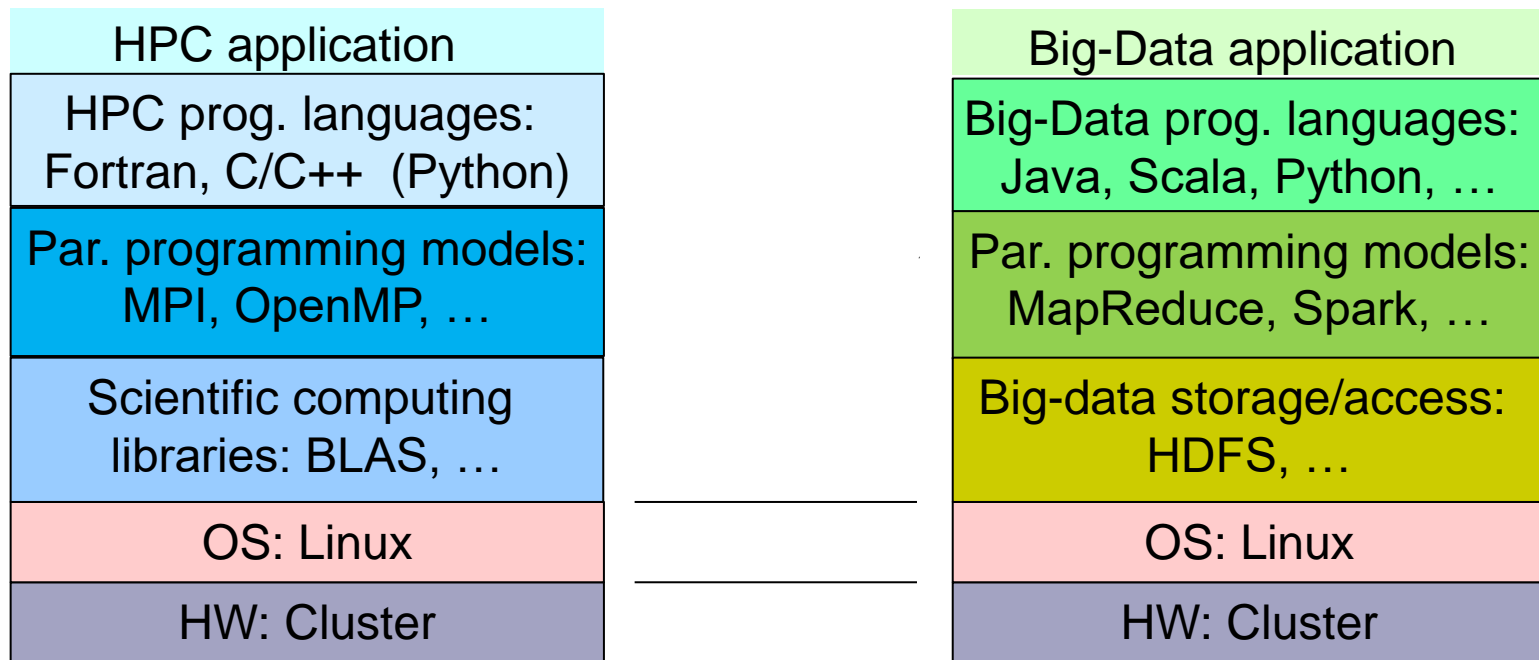 HPC application
HPC prog. languages:
Fortran, C/C++ (Python)
Par. programming models:
MPI, OpenMP, …
Scientific computing
libraries: BLAS, …
OS: Linux
HW: Cluster
Big-Data application
Big-Data prog. languages:
Java, Scala, Python, …
Par. programming models:
MapReduce, Spark, …
Big-data storage/access:
HDFS, …
OS: Linux
HW: Cluster